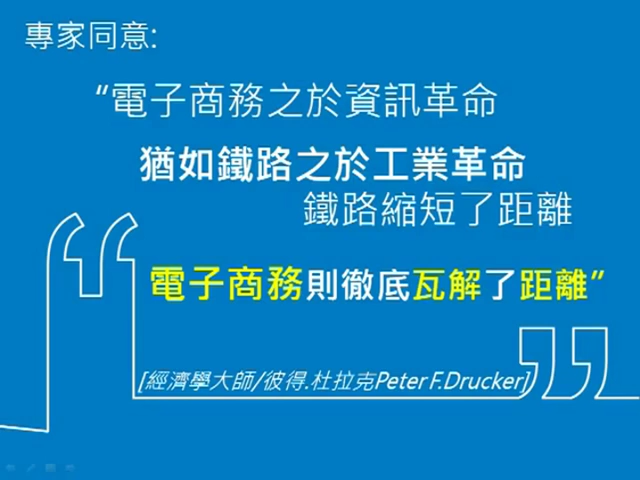 專家同意:
“電子商務之於資訊革命
猶如鐵路之於工業革命
鐵路縮短了距離
電子商務則徹底瓦解了距離”
[經濟學大師/彼得.杜拉克Peter F.Drucker]